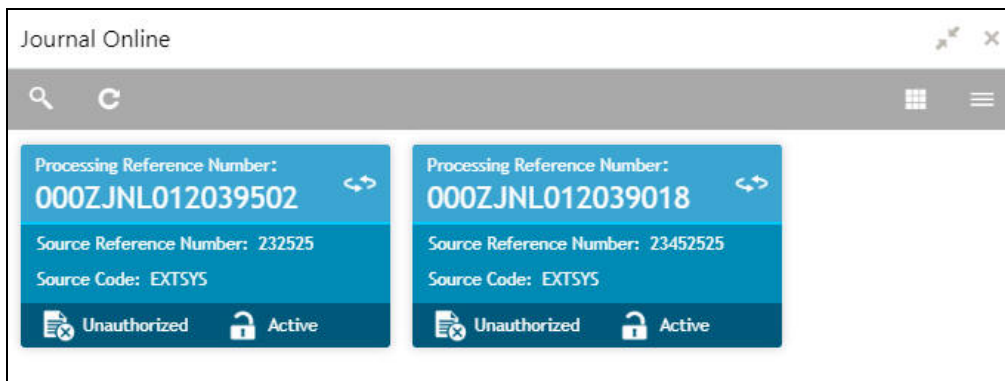 Journal Online
Processing Reference Number:
000ZJNL012039502
Source Reference Number: 232525
Source Code: EXTSYS
Unauthorized Active
Processing Reference Number:
000ZJNL012039018
Source Reference Number: 23452525
Source Code: EXTSYS
Unauthorized Active